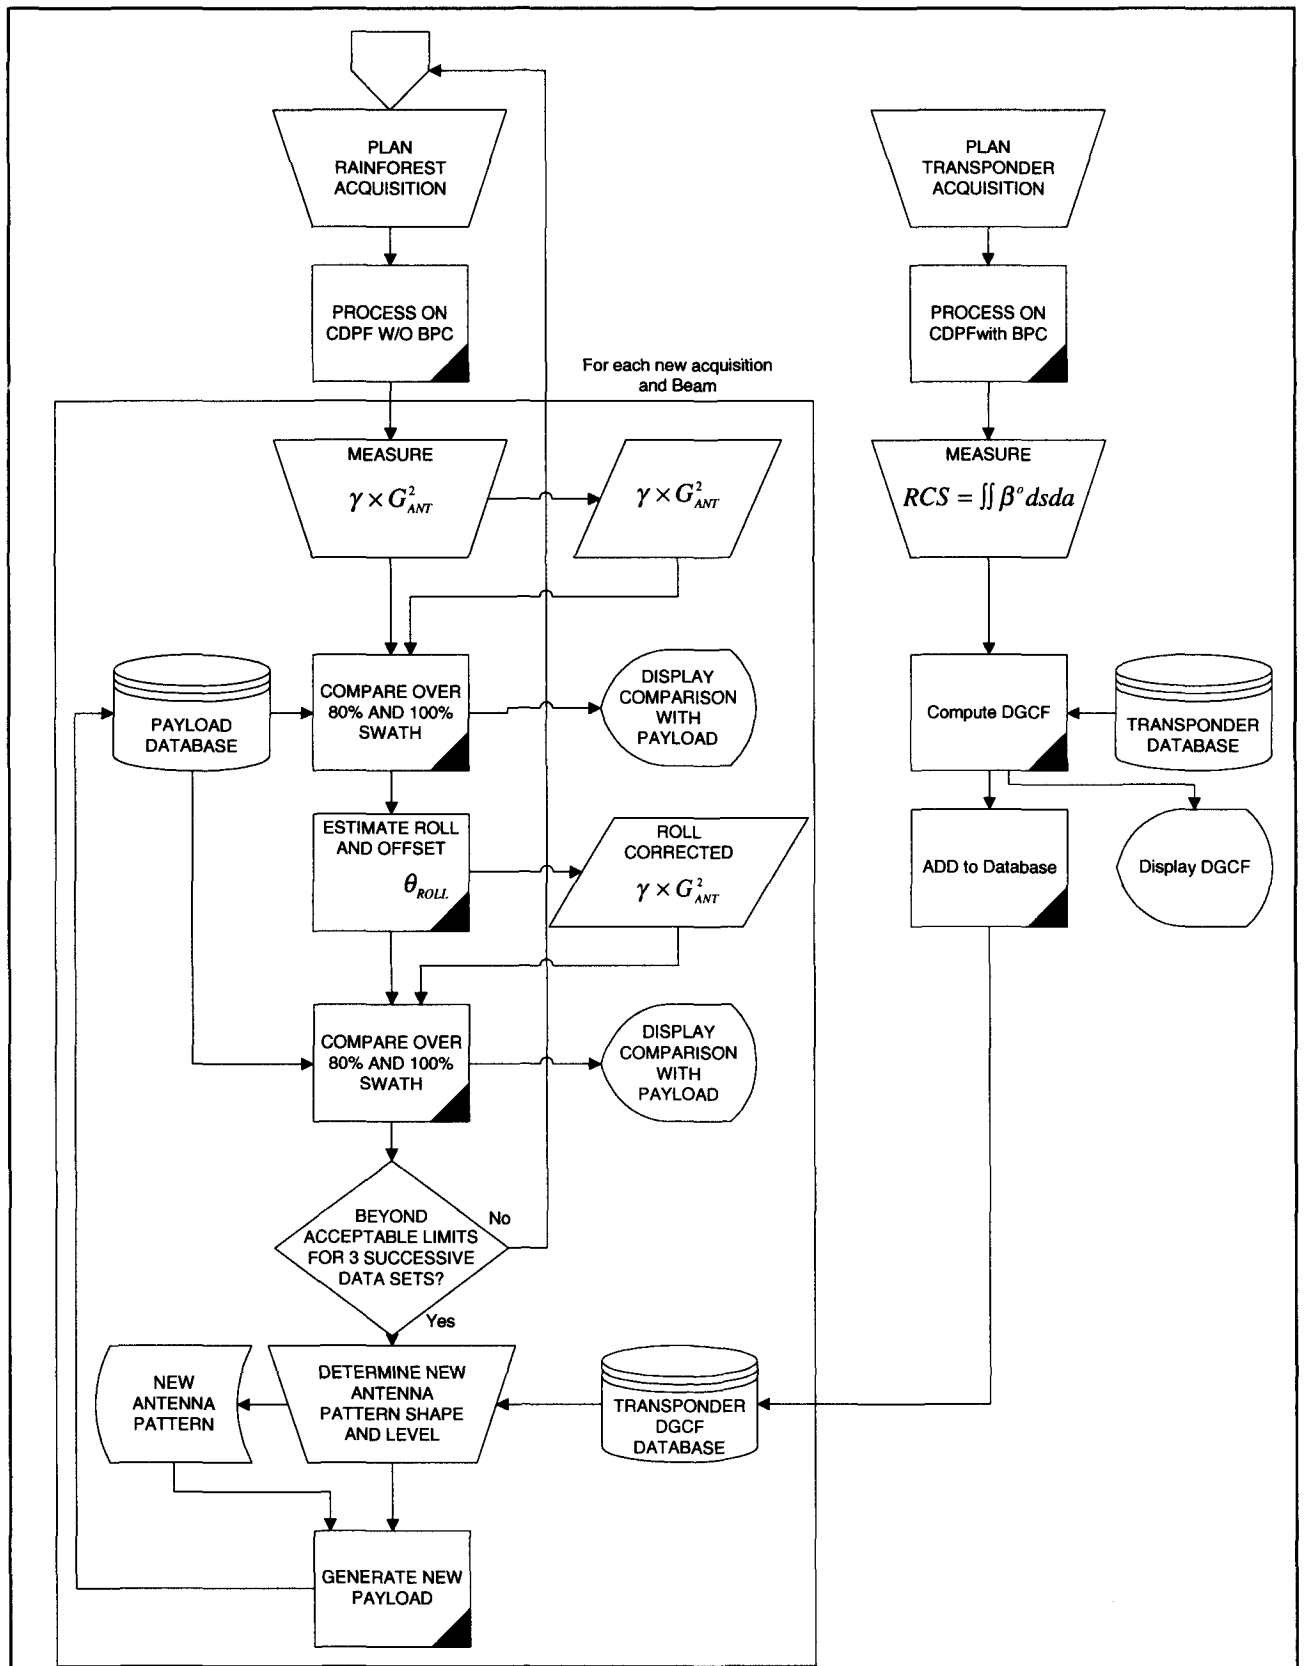 PLAN
RAINFOREST
ACQUISITION
PLAN
TRANSPONDER
ACQUISITION
PROCESS ON
CDPF W/O BPC
PROCESS ON
CDPFwith BPC
For each new acquisition
and Beam
MEASURE
γ × G²_ANT
γ × G²_ANT
MEASURE
RCS = ∬ β° dsda
PAYLOAD
DATABASE
COMPARE OVER
80% AND 100%
SWATH
DISPLAY
COMPARISON
WITH
PAYLOAD
Compute DGCF
TRANSPONDER
DATABASE
ESTIMATE ROLL
AND OFFSET
θ_ROLL
ROLL
CORRECTED
γ × G²_ANT
ADD to Database
Display DGCF
COMPARE OVER
80% AND 100%
SWATH
DISPLAY
COMPARISON
WITH
PAYLOAD
BEYOND
ACCEPTABLE LIMITS
FOR 3 SUCCESSIVE
DATA SETS?
No
Yes
NEW
ANTENNA
PATTERN
DETERMINE NEW
ANTENNA
PATTERN SHAPE
AND LEVEL
TRANSPONDER
DGCF
DATABASE
GENERATE NEW
PAYLOAD